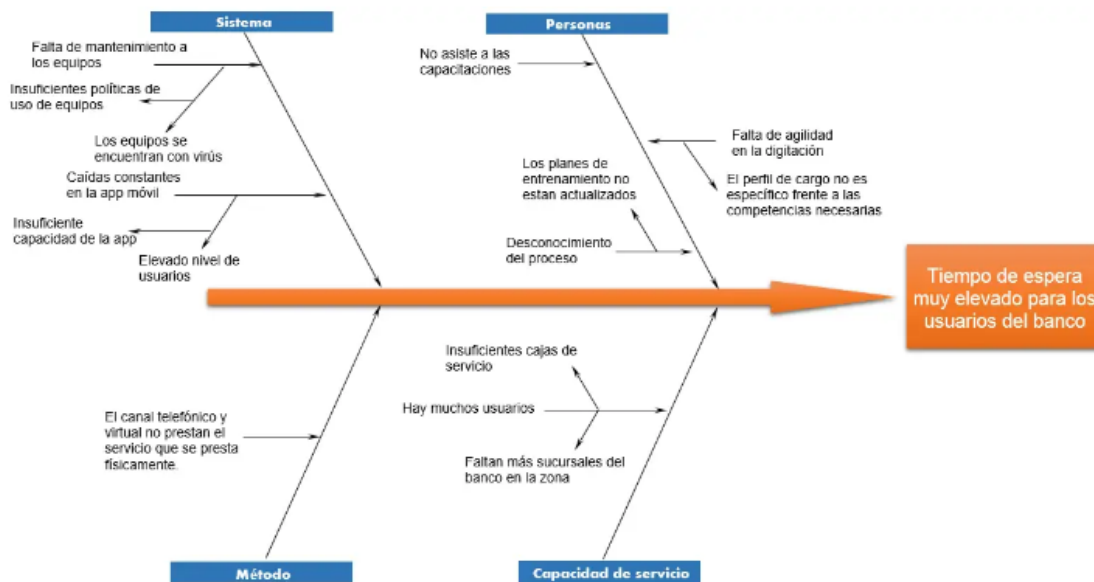 Sistema
Falta de mantenimiento a
los equipos
Insuficientes políticas de
uso de equipos
Los equipos se
encuentran con virús
Caídas constantes
en la app móvil
Insuficiente
capacidad de la app
Elevado nivel de
usuarios
Personas
No asiste a las
capacitaciones
Falta de agilidad
en la digitación
El perfil de cargo no es
específico frente a las
competencias necesarias
Los planes de
entrenamiento no
estan actualizados
Desconocimiento
del proceso
Tiempo de espera
muy elevado para los
usuarios del banco
El canal telefónico y
virtual no prestan el
servicio que se presta
físicamente.
Método
Insuficientes cajas de
servicio
Hay muchos usuarios
Faltan más sucursales del
banco en la zona
Capacidad de servicio